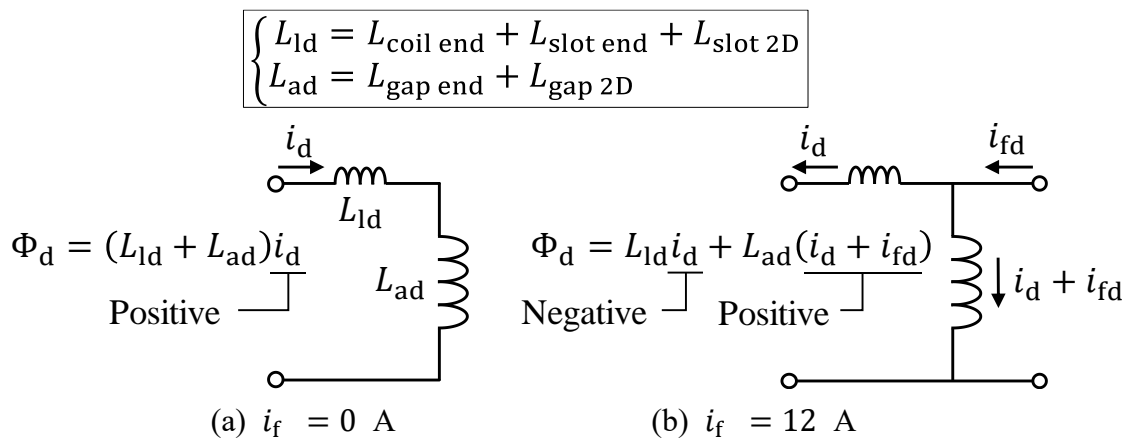 L_ld = L_coil end + L_slot end + L_slot 2D
L_ad = L_gap end + L_gap 2D
i_d
L_ld
Φ_d = (L_ld + L_ad)i_d
L_ad
Positive
(a) i_f = 0 A
i_d
i_fd
Φ_d = L_ld i_d + L_ad(i_d + i_fd)
i_d + i_fd
Negative
Positive
(b) i_f = 12 A